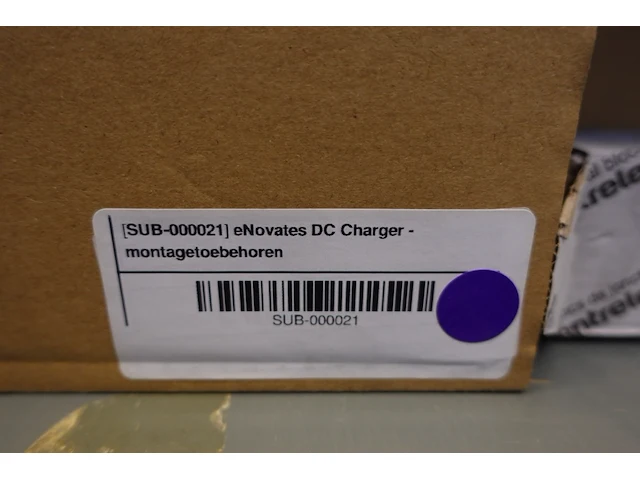 [SUB-000021] eNovates DC Charger -
montagetoebehoren
SUB-000021